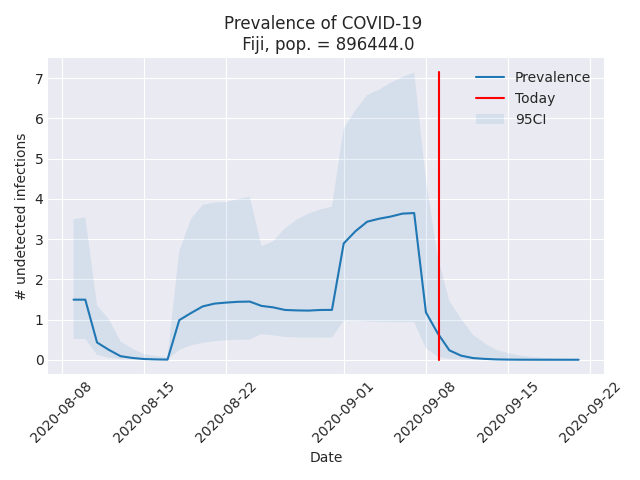 Prevalence of COVID-19
Fiji, pop. = 896444.0
Prevalence
Today
95CI
7
6
5
4
3
2
1
0
# undetected infections
2020-08-08
2020-08-15
2020-08-22
2020-09-01
2020-09-08
2020-09-15
2020-09-22
Date